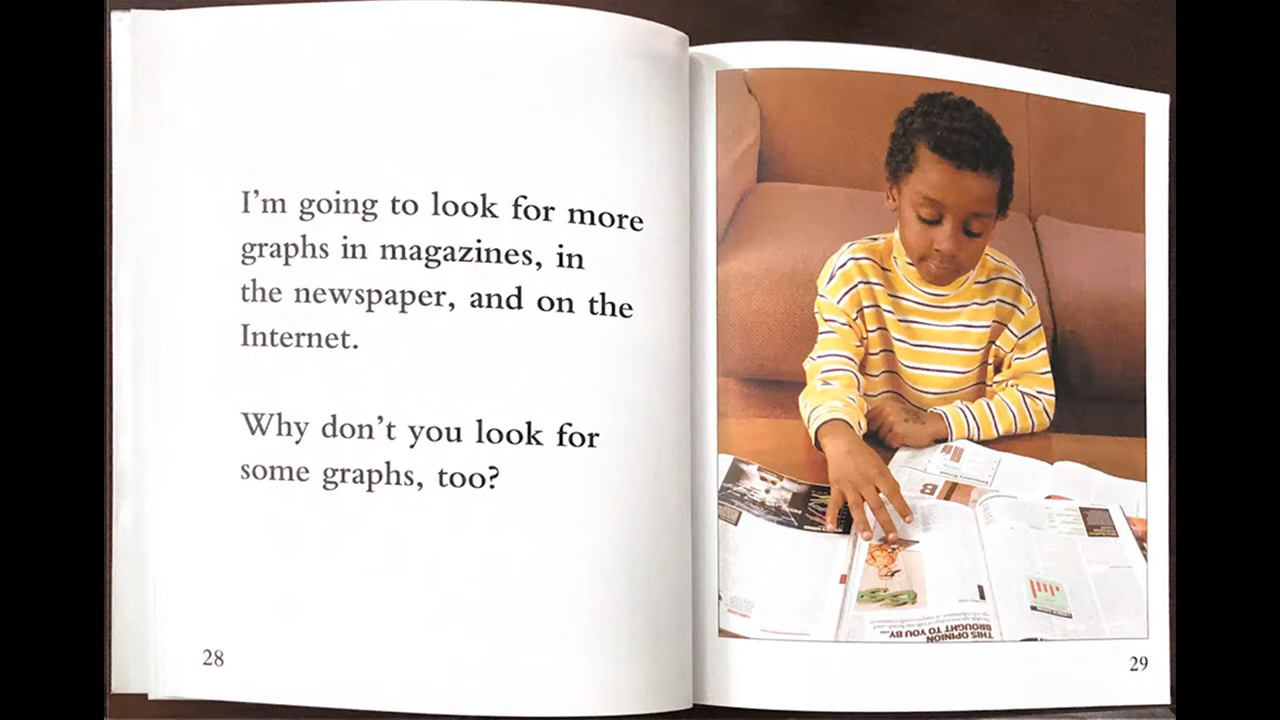 I'm going to look for more
graphs in magazines, in
the newspaper, and on the
Internet.
Why don't you look for
some graphs, too?
28
THIS OPINION
BROUGHT TO YOU BY...
29